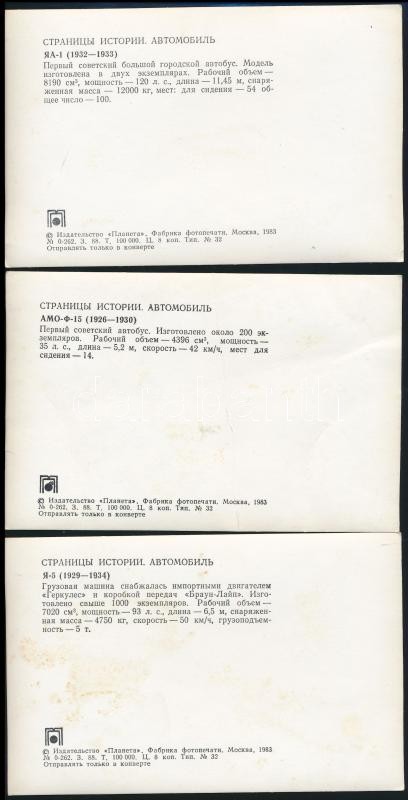 СТРАНИЦЫ ИСТОРИИ. АВТОМОБИЛЬ
ЯА-1 (1932—1933)
Первый советский большой городской автобус. Модель
изготовлена в двух экземплярах. Рабочий объем —
8190 см³, мощность — 120 л. с., длина — 11,45 м, снаря-
женная масса — 12000 кг, мест: для сидения — 54 об-
щее число — 100.
© Издательство «Планета», Фабрика фотопечати. Москва, 1983
№ 0-262. З. 88. Т. 100 000. Ц. 8 коп. Тип. № 32
Отправлять только в конверте
СТРАНИЦЫ ИСТОРИИ. АВТОМОБИЛЬ
АМО-Ф-15 (1926—1930)
Первый советский автобус. Изготовлено около 200 эк-
земпляров. Рабочий объем — 4396 см³, мощность —
35 л. с., длина — 5,2 м, скорость — 42 км/ч, мест для
сидения — 14.
© Издательство «Планета», Фабрика фотопечати. Москва, 1983
№ 0-262. З. 88. Т. 100 000. Ц. 8 коп. Тип. № 32
Отправлять только в конверте
СТРАНИЦЫ ИСТОРИИ. АВТОМОБИЛЬ
Я-5 (1929—1934)
Грузовая машина снабжалась импортными двигателем
«Геркулес» и коробкой передач «Браун-Лайп». Изго-
товлено свыше 1000 экземпляров. Рабочий объем —
7020 см³, мощность — 93 л. с., длина — 6,5 м, снаряжен-
ная масса — 4750 кг, скорость — 50 км/ч, грузоподъем-
ность — 5 т.
© Издательство «Планета», Фабрика фотопечати. Москва, 1983
№ 0-262. З. 88. Т. 100 000. Ц. 8 коп. Тип. № 32
Отправлять только в конверте